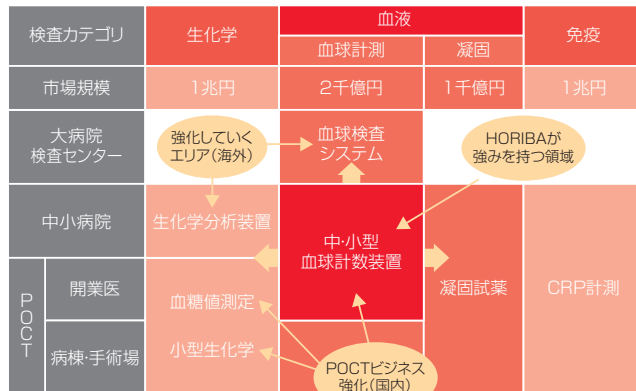 検査カテゴリ
生化学
血液
免疫
血球計測
凝固
市場規模
1兆円
2千億円
1千億円
1兆円
大病院
検査センター
強化していく
エリア(海外)
血球検査
システム
HORIBAが
強みを持つ領域
中小病院
生化学分析装置
中・小型
血球計数装置
POCT
開業医
血糖値測定
凝固試薬
CRP計測
病棟・手術場
小型生化学
POCTビジネス
強化(国内)